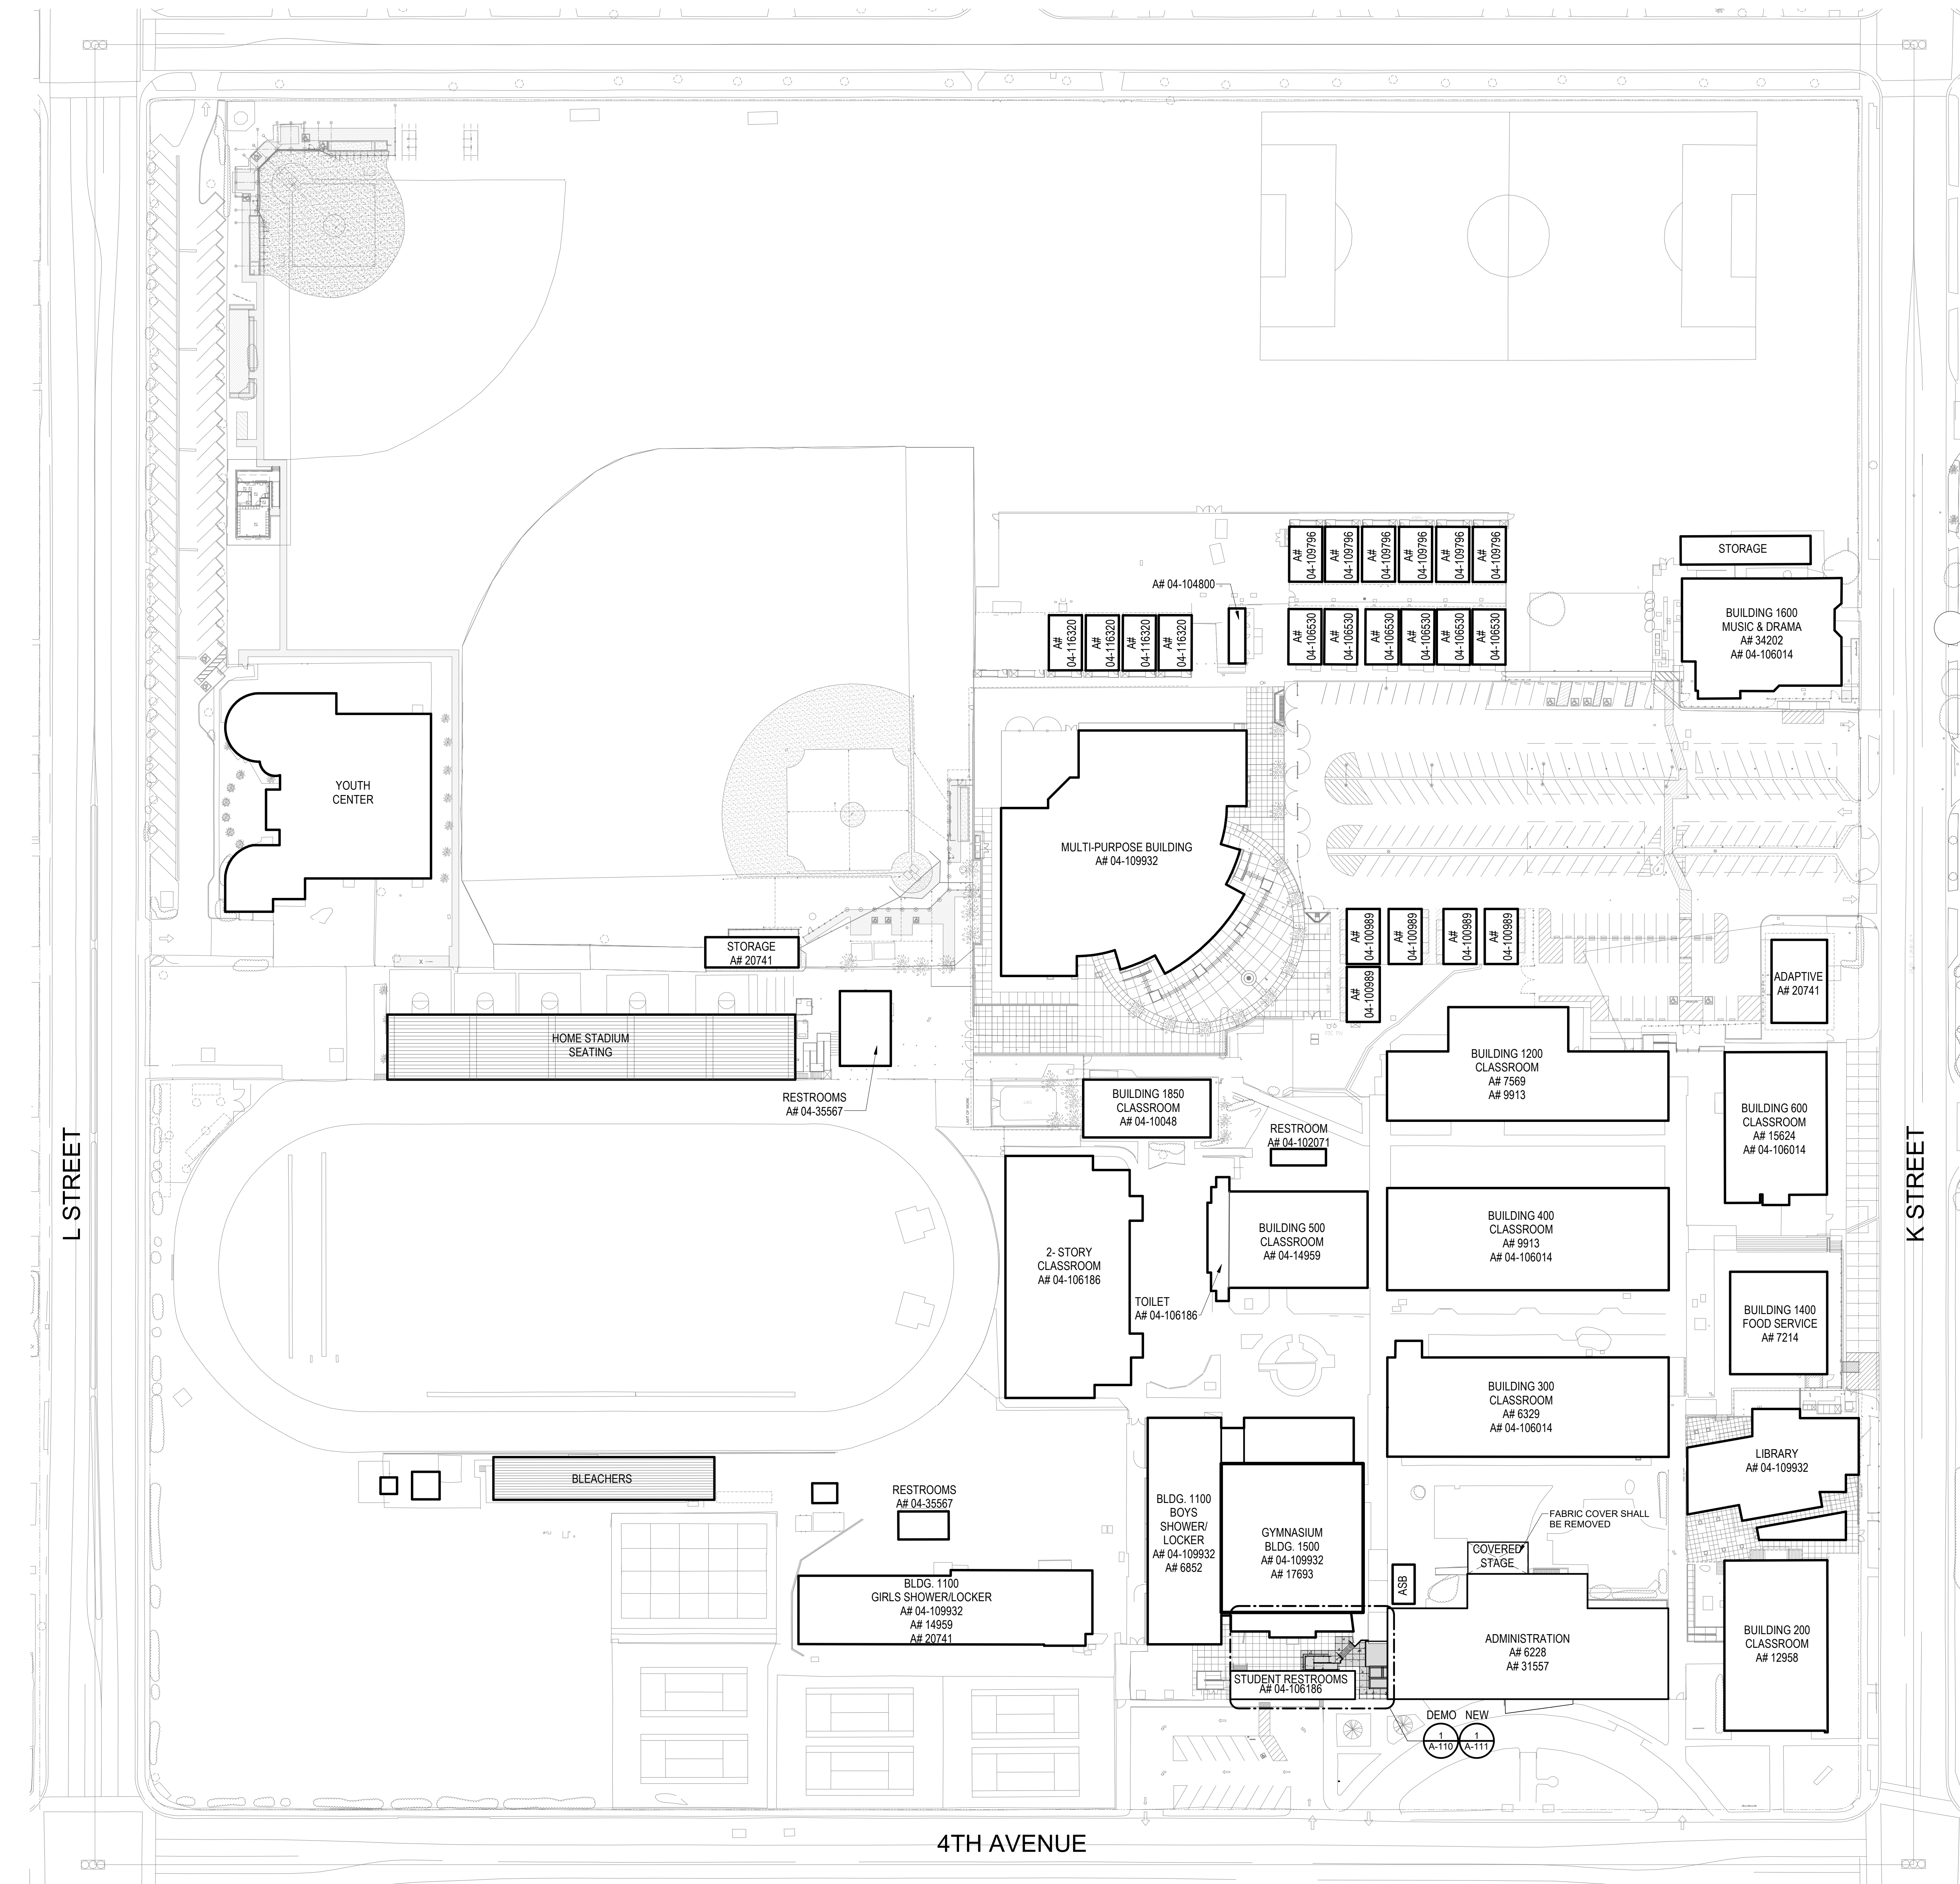 A#
04-109796
A#
04-109796
A#
04-109796
A#
04-109796
A#
04-109796
A#
04-109796
STORAGE
A# 04-104800
A#
04-116320
A#
04-116320
A#
04-116320
A#
04-116320
A#
04-106530
A#
04-106530
A#
04-106530
A#
04-106530
A#
04-106530
A#
04-106530
BUILDING 1600
MUSIC & DRAMA
A# 34202
A# 04-106014
YOUTH
CENTER
MULTI-PURPOSE BUILDING
A# 04-109932
STORAGE
A# 20741
A#
04-100989
A#
04-100989
A#
04-100989
A#
04-100989
A#
04-100989
ADAPTIVE
A# 20741
HOME STADIUM
SEATING
RESTROOMS
A# 04-35567
BUILDING 1850
CLASSROOM
A# 04-10048
BUILDING 1200
CLASSROOM
A# 7569
A# 9913
BUILDING 600
CLASSROOM
A# 15624
A# 04-106014
RESTROOM
A# 04-102071
L STREET
K STREET
2- STORY
CLASSROOM
A# 04-106186
BUILDING 500
CLASSROOM
A# 04-14959
BUILDING 400
CLASSROOM
A# 9913
A# 04-106014
TOILET
A# 04-106186
BUILDING 1400
FOOD SERVICE
A# 7214
BUILDING 300
CLASSROOM
A# 6329
A# 04-106014
LIBRARY
A# 04-109932
BLEACHERS
RESTROOMS
A# 04-35567
BLDG. 1100
BOYS
SHOWER/
LOCKER
A# 04-109932
A# 6852
GYMNASIUM
BLDG. 1500
A# 04-109932
A# 17693
FABRIC COVER SHALL
BE REMOVED
COVERED
STAGE
ASB
BLDG. 1100
GIRLS SHOWER/LOCKER
A# 04-109932
A# 14959
A# 20741
ADMINISTRATION
A# 6228
A# 31557
BUILDING 200
CLASSROOM
A# 12958
STUDENT RESTROOMS
A# 04-106186
DEMO NEW
1 1
A-110 A-111
4TH AVENUE